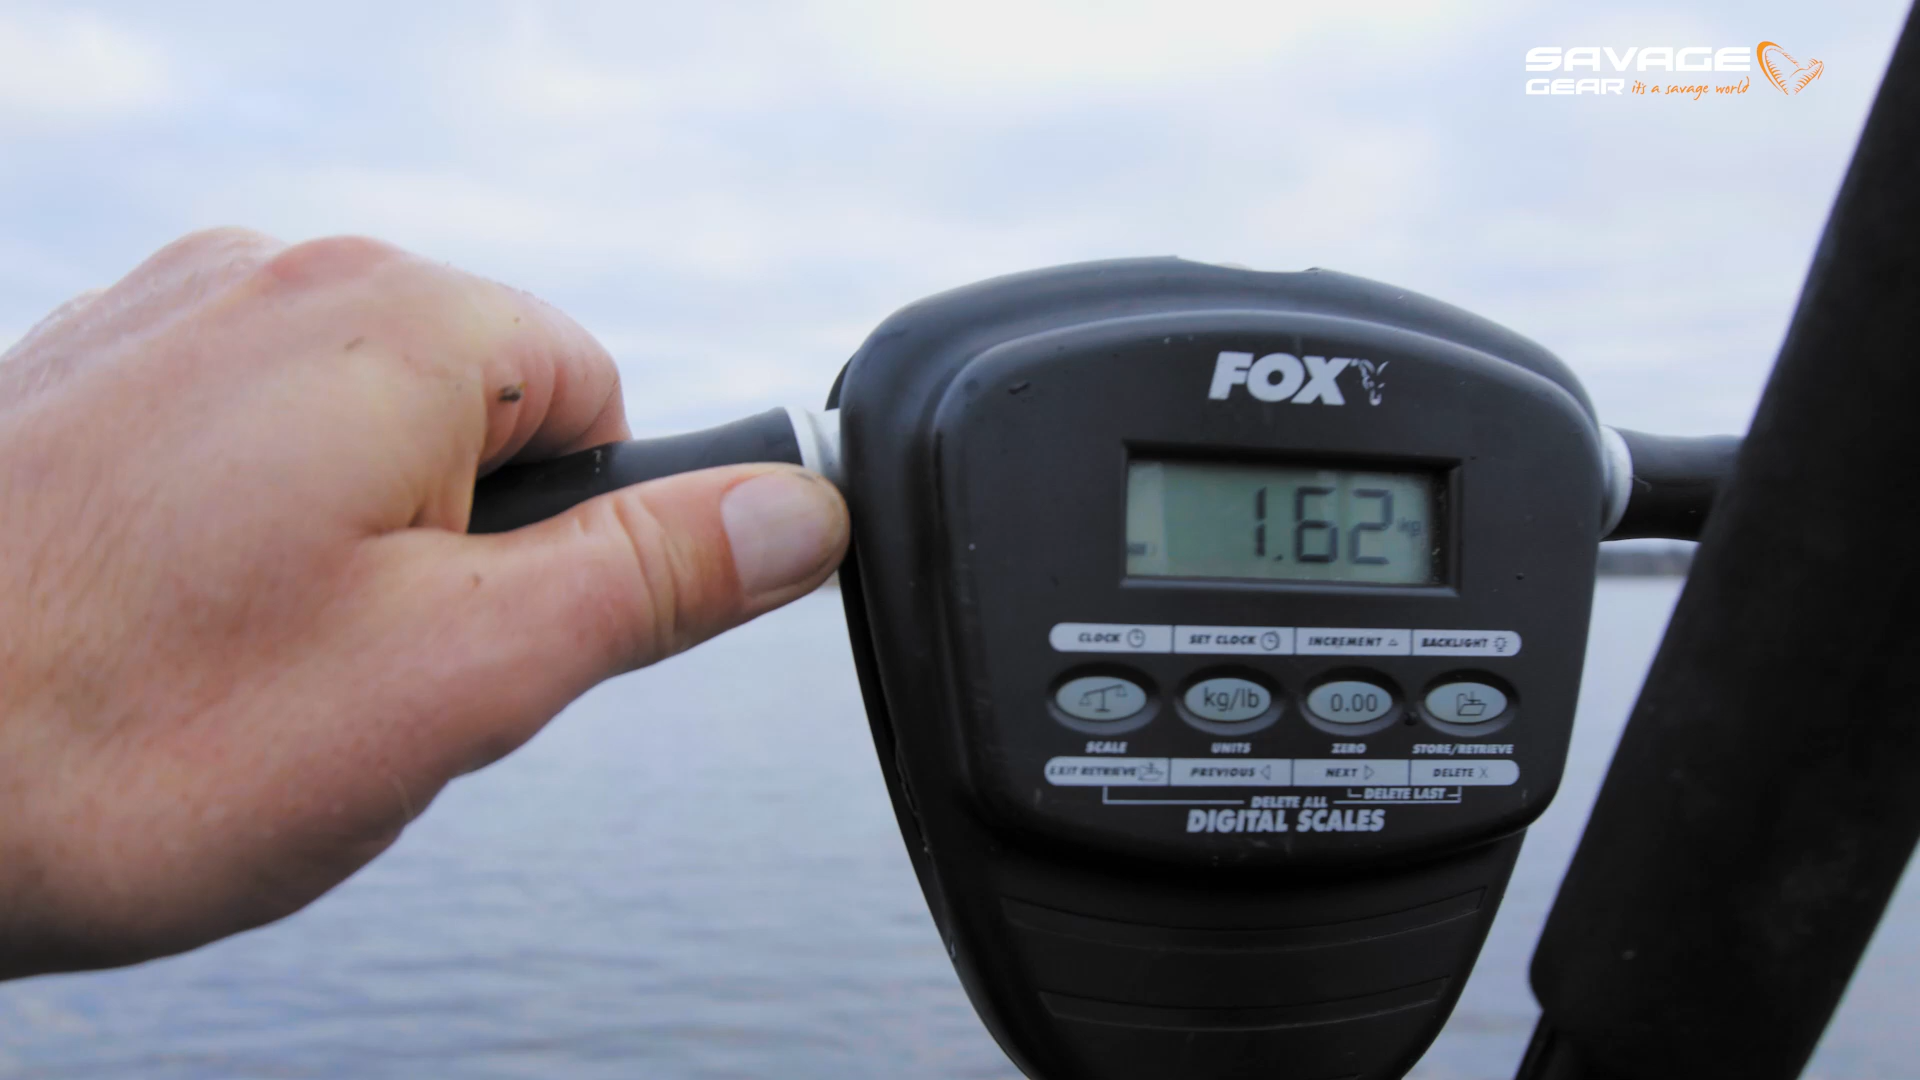 SAVAGE
GEAR it's a savage world
FOX
1.62 kg
CLOCK SET CLOCK INCREMENT BACKLIGHT
kg/lb 0.00
SCALE UNITS ZERO STORE/RETRIEVE
EXIT RETRIEVE PREVIOUS NEXT DELETE X
DELETE ALL DELETE LAST
DIGITAL SCALES